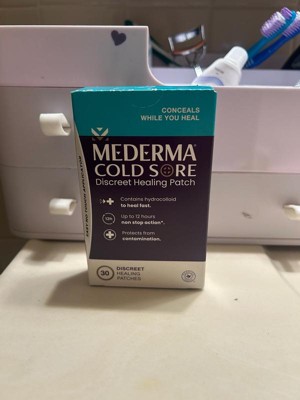 CONCEALS
WHILE YOU HEAL
MEDERMA
COLD SORE
Discreet Healing Patch
Contains hydrocolloid
to heal fast.
12h
Up to 12 hours
non stop action*.
Protects from
contamination.
30
DISCREET
HEALING
PATCHES